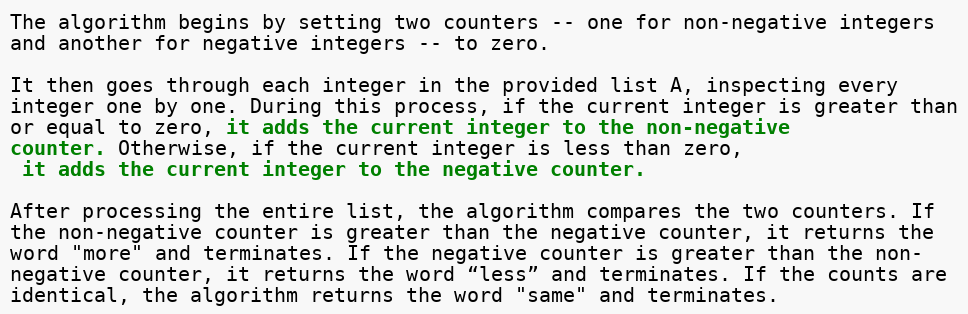 The algorithm begins by setting two counters -- one for non-negative integers
and another for negative integers -- to zero.
It then goes through each integer in the provided list A, inspecting every
integer one by one. During this process, if the current integer is greater than
or equal to zero, it adds the current integer to the non-negative
counter. Otherwise, if the current integer is less than zero,
it adds the current integer to the negative counter.
After processing the entire list, the algorithm compares the two counters. If
the non-negative counter is greater than the negative counter, it returns the
word "more" and terminates. If the negative counter is greater than the non-
negative counter, it returns the word “less” and terminates. If the counts are
identical, the algorithm returns the word "same" and terminates.